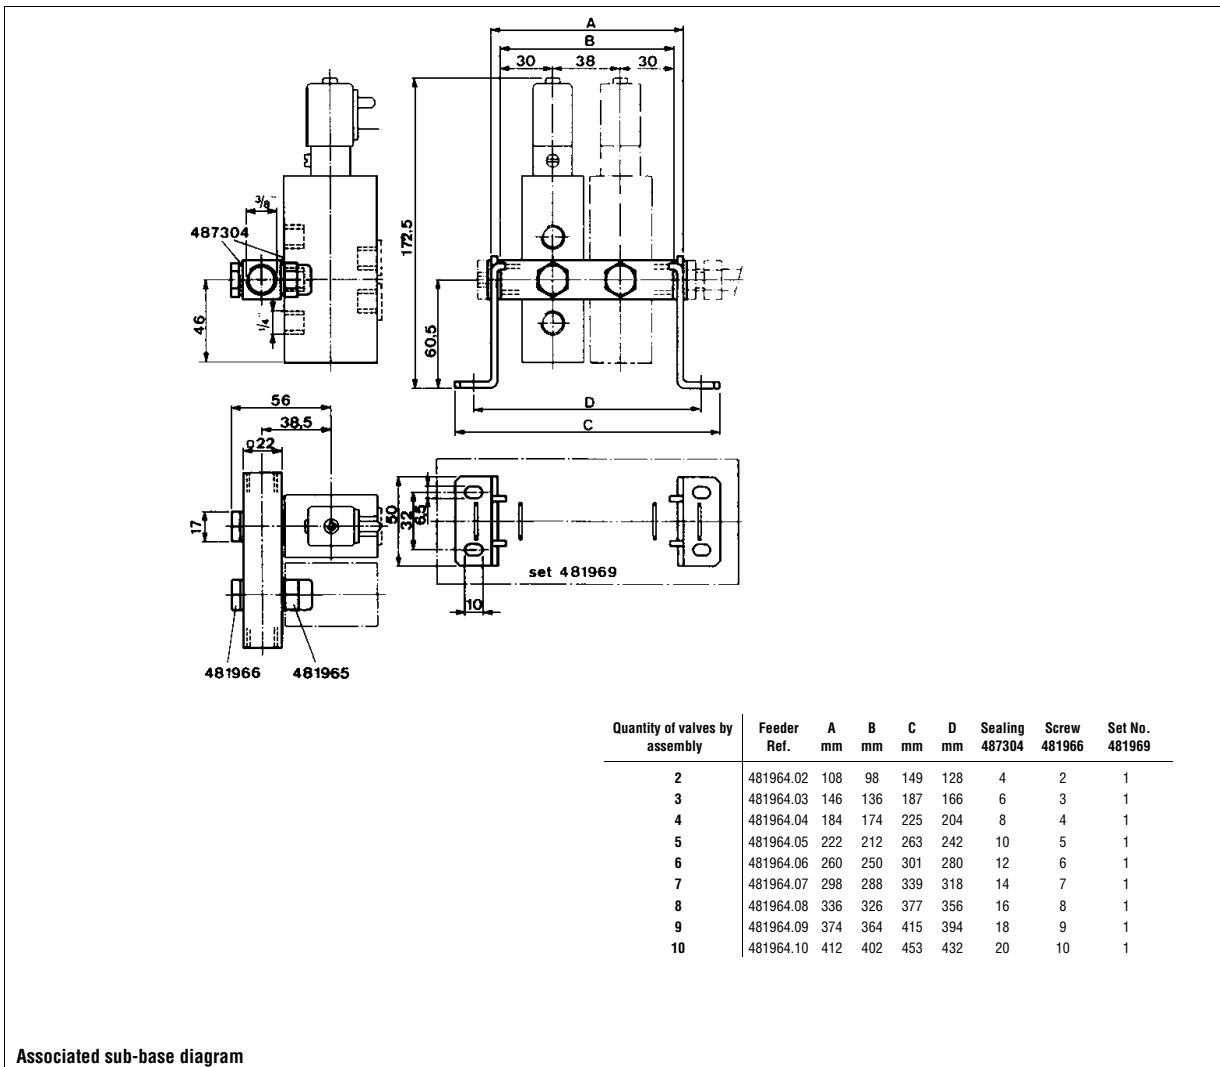 A
B
30 38 30
3/8"
487304
172,5
46
1/4"
60,5
D
C
56
38,5
□22
17
50
32
6,5
set 481969
10
481966 481965
Quantity of valves by assembly Feeder Ref. A mm B mm C mm D mm Sealing 487304 Screw 481966 Set No. 481969
2 481964.02 108 98 149 128 4 2 1
3 481964.03 146 136 187 166 6 3 1
4 481964.04 184 174 225 204 8 4 1
5 481964.05 222 212 263 242 10 5 1
6 481964.06 260 250 301 280 12 6 1
7 481964.07 298 288 339 318 14 7 1
8 481964.08 336 326 377 356 16 8 1
9 481964.09 374 364 415 394 18 9 1
10 481964.10 412 402 453 432 20 10 1
Associated sub-base diagram